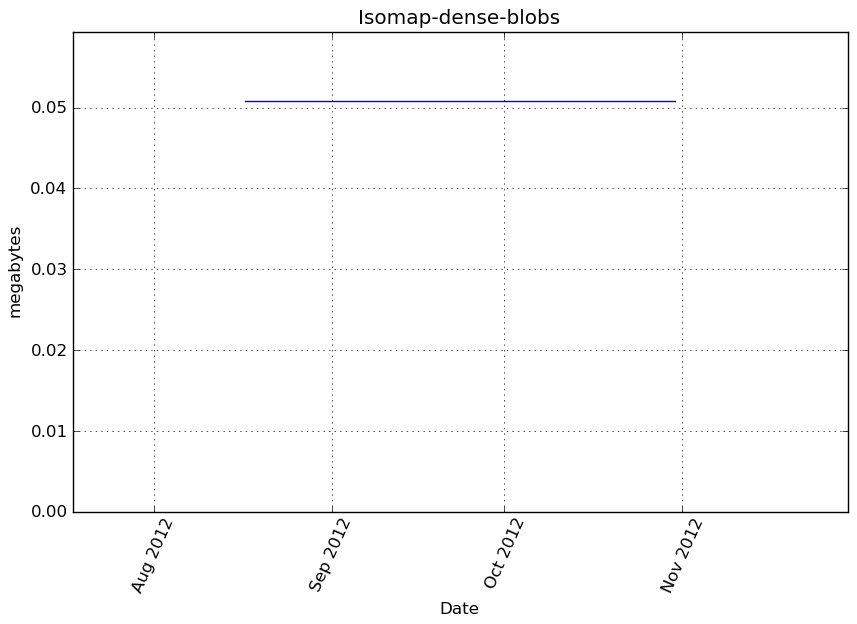 Isomap-dense-blobs
megabytes
0.05
0.04
0.03
0.02
0.01
0.00
Aug 2012
Sep 2012
Oct 2012
Nov 2012
Date